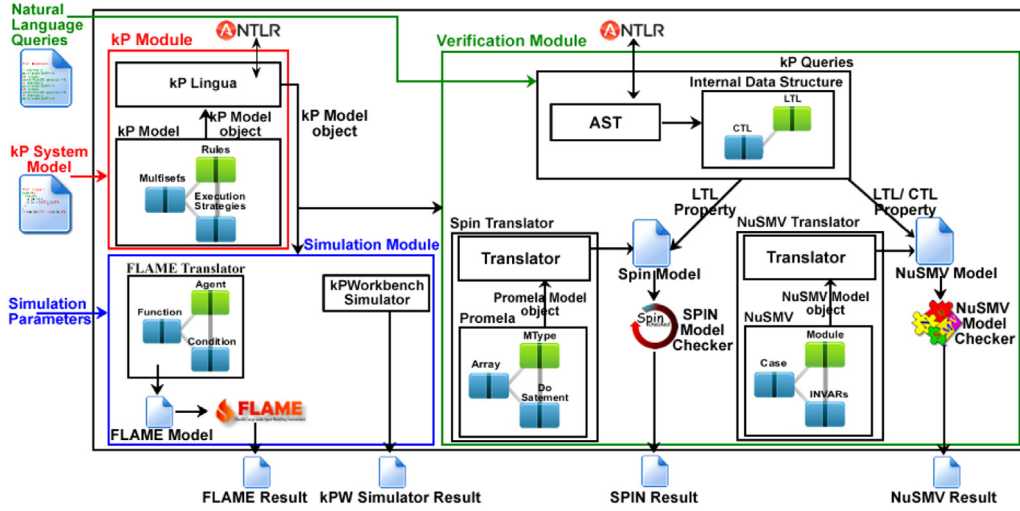 Natural
Language
Queries
kP System
Model
Simulation
Parameters
kP Module
ANTLR
kP Lingua
kP Model
kP Model
object
Rules
Multisets
Execution
Strategies
kP Model
object
Simulation Module
FLAME Translator
Agent
Function
Condition
FLAME Model
FLAME
kPWorkbench
Simulator
Verification Module
ANTLR
kP Queries
Internal Data Structure
AST
LTL
CTL
LTL
Property
LTL/ CTL
Property
Spin Translator
Translator
Spin Model
Promela Model
object
Promela
MType
Array
Do
Satement
Spin
checked
SPIN
Model
Checker
NuSMV Translator
Translator
NuSMV Model
NuSMV Model
object
NuSMV
Module
Case
INVARs
NuSMV
Model
Checker
FLAME Result
kPW Simulator Result
SPIN Result
NuSMV Result